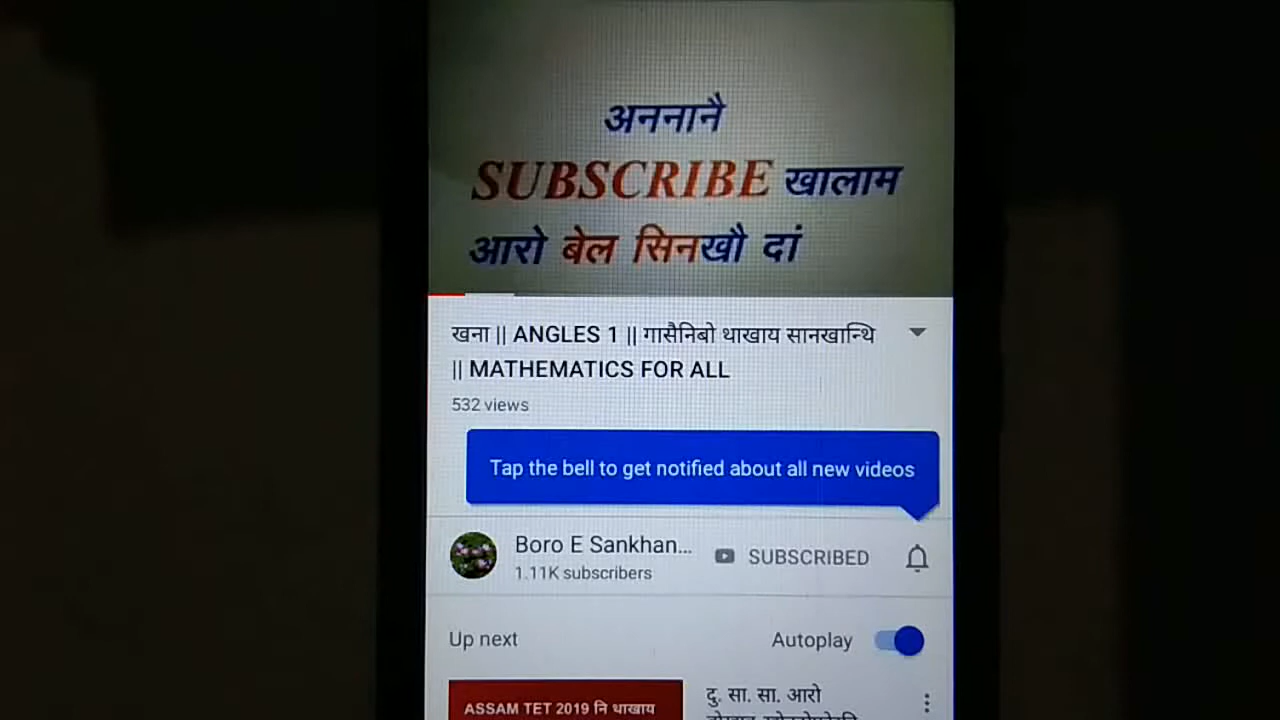 अननानै
SUBSCRIBE खालाम
आरो बेल सिनखौ दां
खना || ANGLES 1 || गासैनिबो थाखाय सानखान्थि
|| MATHEMATICS FOR ALL
532 views
Tap the bell to get notified about all new videos
Boro E Sankhan...
SUBSCRIBED
1.11K subscribers
Up next
Autoplay
ASSAM TET 2019 नि थाखाय
दु. सा. सा. आरो